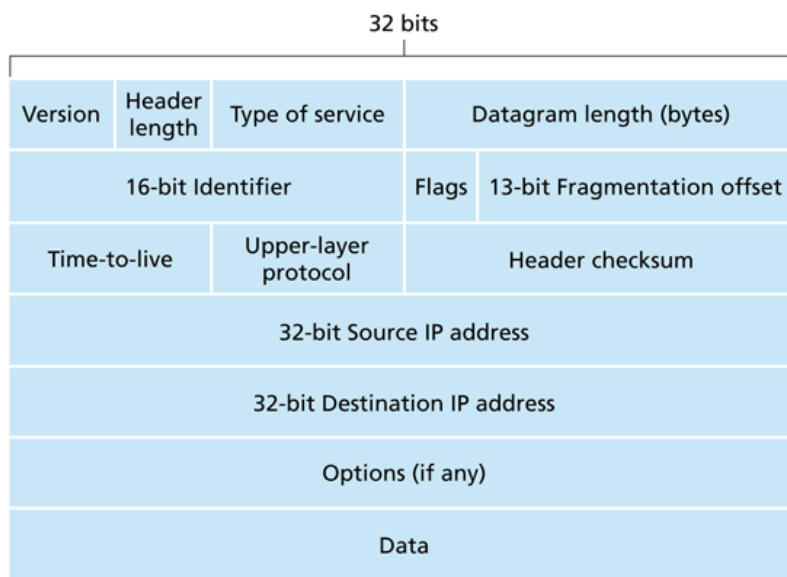 32 bits
Version
Header
length
Type of service
Datagram length (bytes)
16-bit Identifier
Flags
13-bit Fragmentation offset
Time-to-live
Upper-layer
protocol
Header checksum
32-bit Source IP address
32-bit Destination IP address
Options (if any)
Data